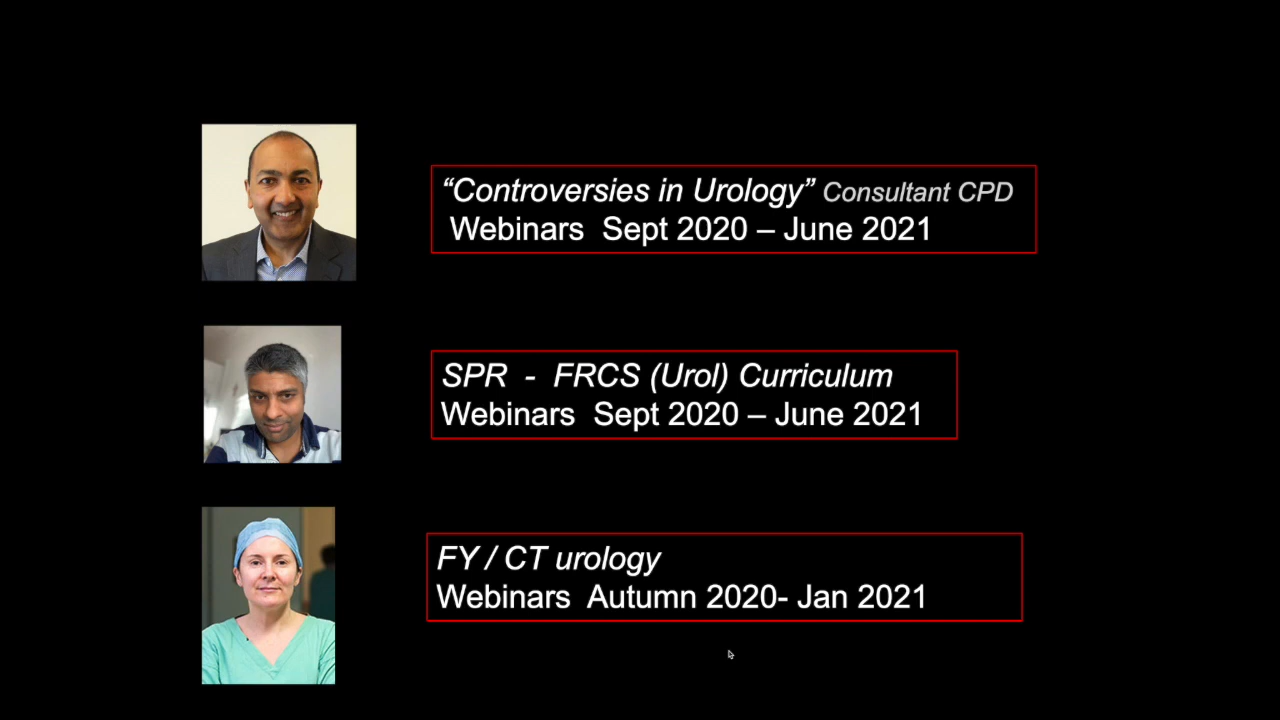 “Controversies in Urology” Consultant CPD
Webinars Sept 2020 – June 2021
SPR - FRCS (Urol) Curriculum
Webinars Sept 2020 – June 2021
FY / CT urology
Webinars Autumn 2020- Jan 2021